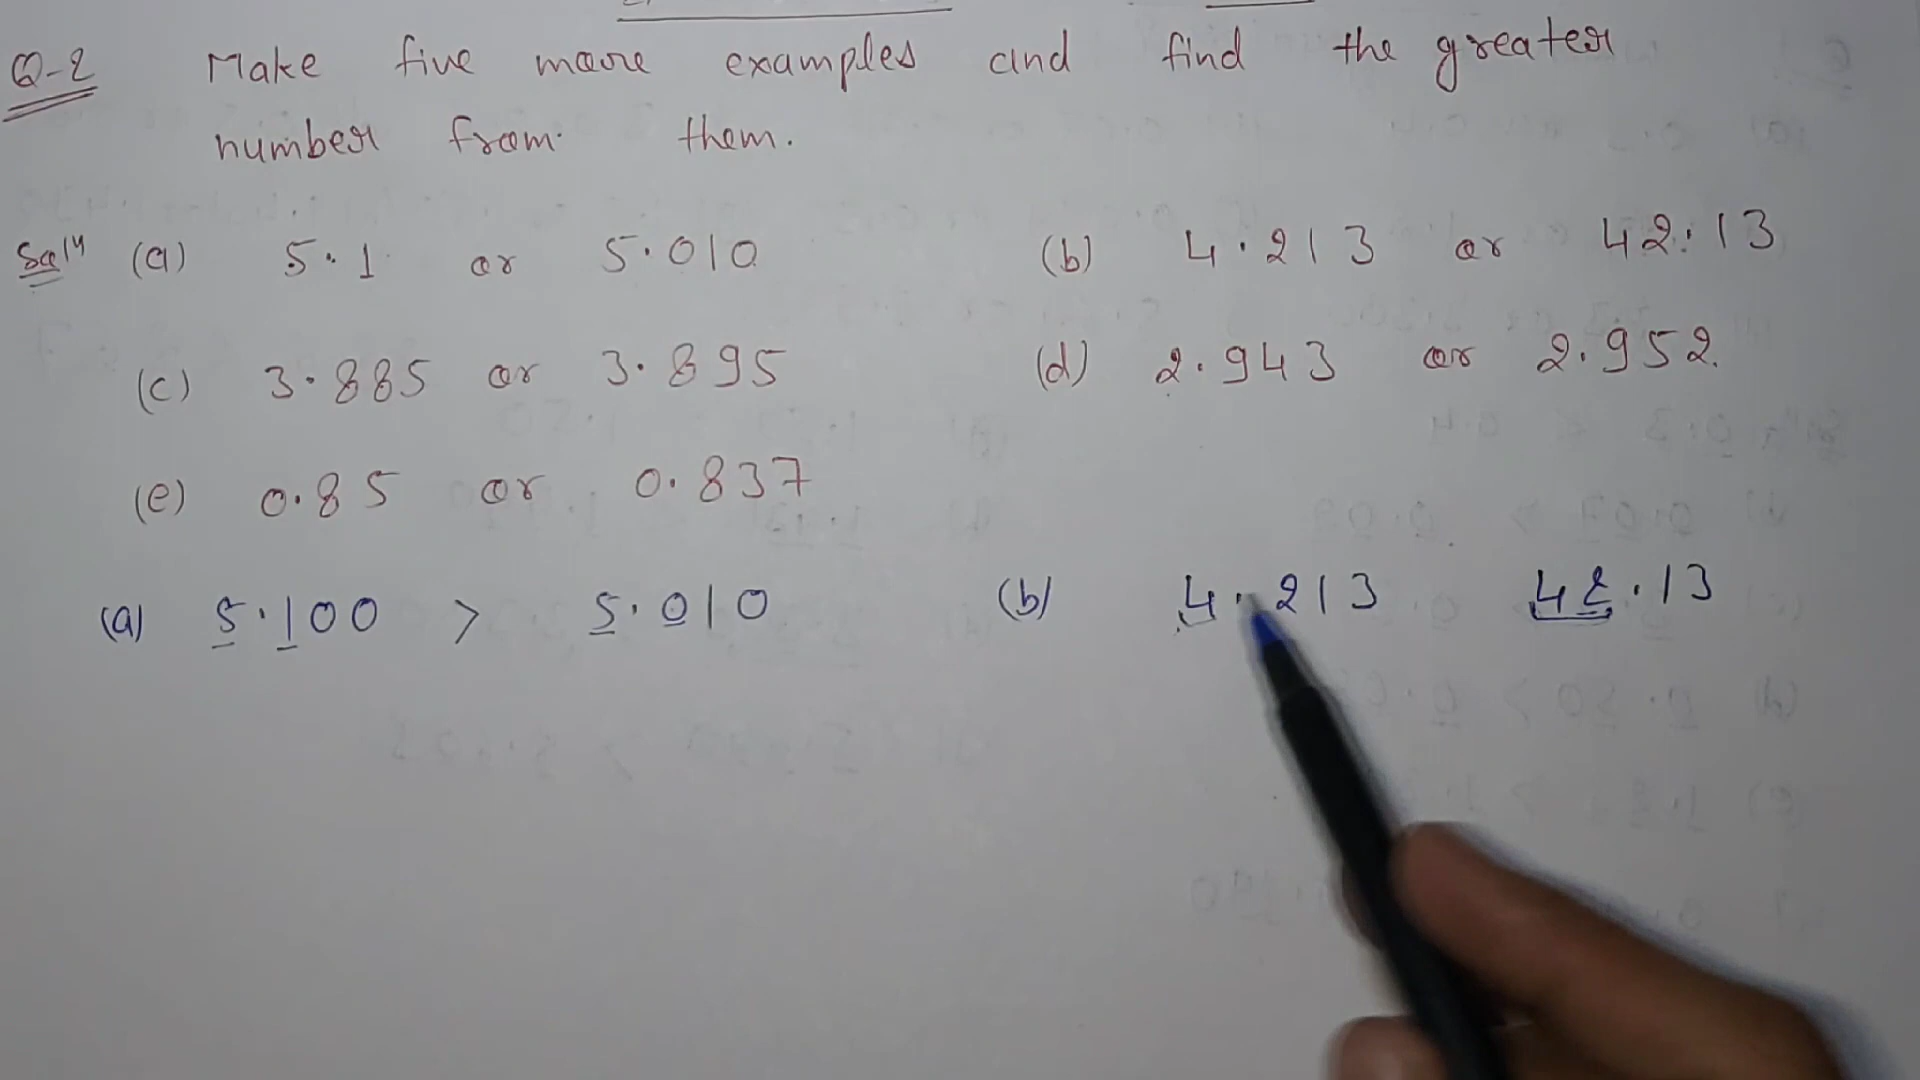 Q-2 Make five more examples and find the greater
number from them.
Sol" (a) 5.1 or 5.010 (b) 4.213 or 42.13
(c) 3.885 or 3.895 (d) 2.943 or 2.952.
(e) 0.85 or 0.837
(a) 5.100 > 5.010 (b) 4.213 42.13